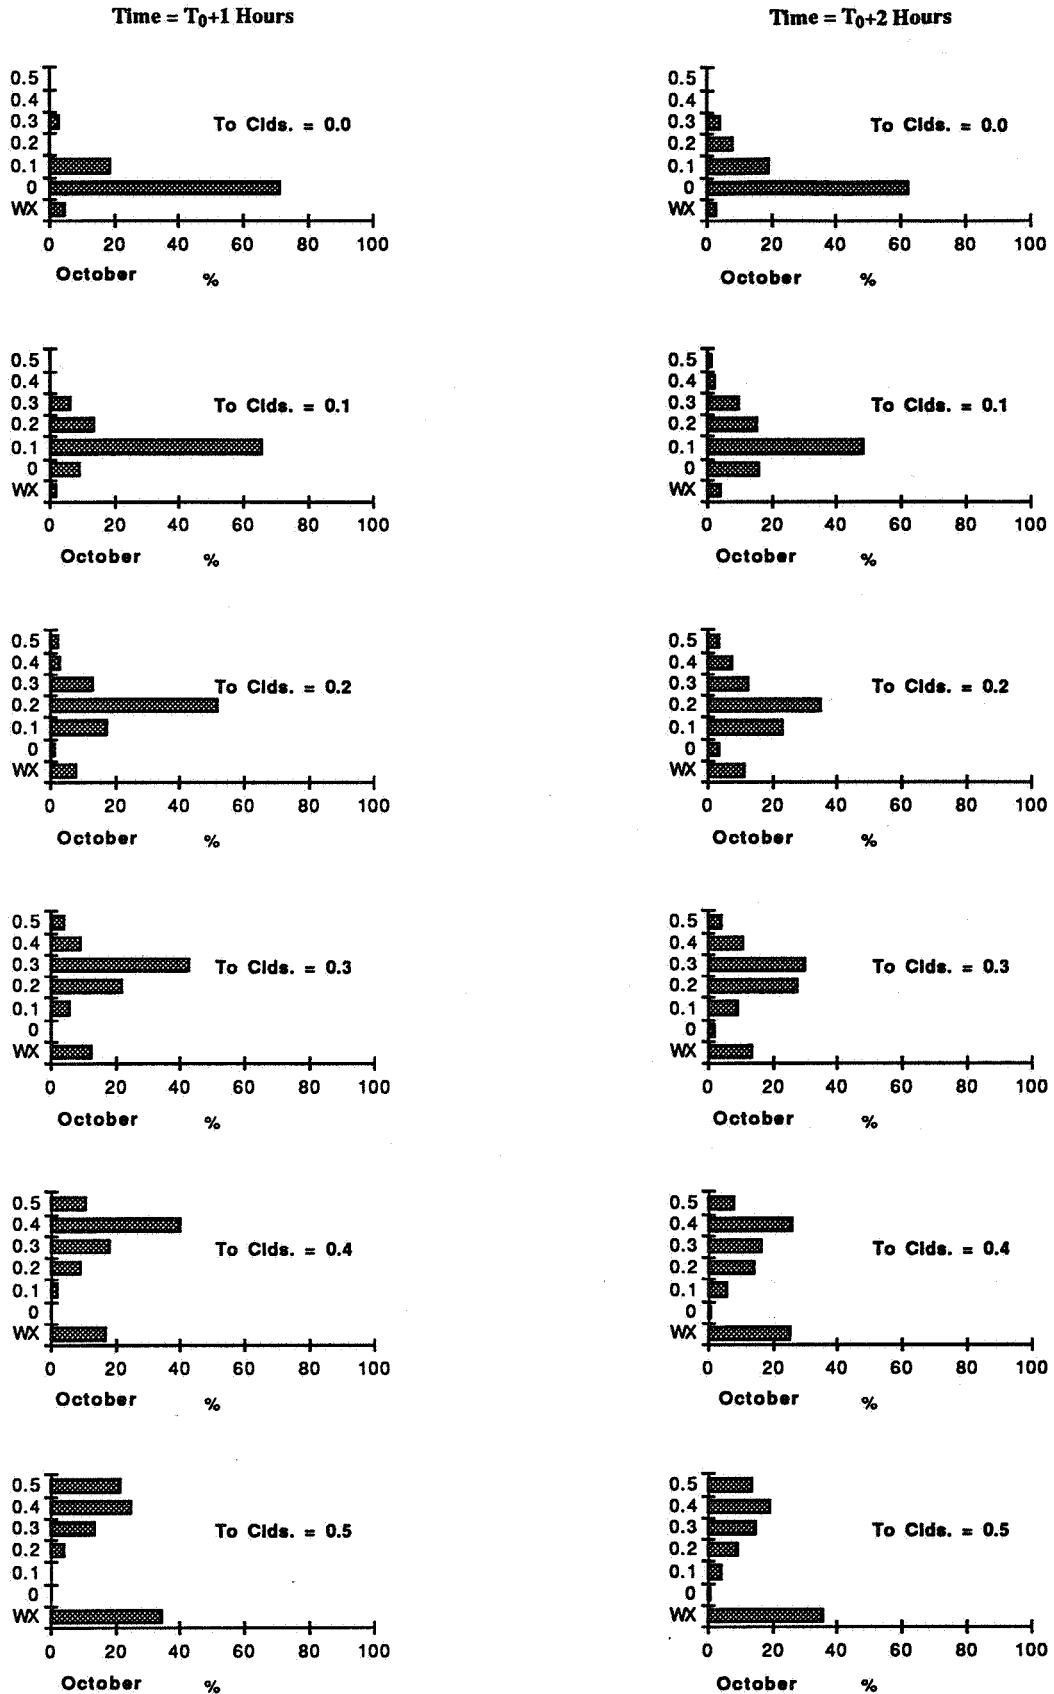 Time = T0+1 Hours
Time = T0+2 Hours
0.5
0.4
0.3
To Clds. = 0.0
0.2
0.1
0
WX
0 20 40 60 80 100
October %
0.5
0.4
0.3
To Clds. = 0.0
0.2
0.1
0
WX
0 20 40 60 80 100
October %
0.5
0.4
0.3
To Clds. = 0.1
0.2
0.1
0
WX
0 20 40 60 80 100
October %
0.5
0.4
0.3
To Clds. = 0.1
0.2
0.1
0
WX
0 20 40 60 80 100
October %
0.5
0.4
0.3
To Clds. = 0.2
0.2
0.1
0
WX
0 20 40 60 80 100
October %
0.5
0.4
0.3
To Clds. = 0.2
0.2
0.1
0
WX
0 20 40 60 80 100
October %
0.5
0.4
0.3
To Clds. = 0.3
0.2
0.1
0
WX
0 20 40 60 80 100
October %
0.5
0.4
0.3
To Clds. = 0.3
0.2
0.1
0
WX
0 20 40 60 80 100
October %
0.5
0.4
0.3
To Clds. = 0.4
0.2
0.1
0
WX
0 20 40 60 80 100
October %
0.5
0.4
0.3
To Clds. = 0.4
0.2
0.1
0
WX
0 20 40 60 80 100
October %
0.5
0.4
0.3
To Clds. = 0.5
0.2
0.1
0
WX
0 20 40 60 80 100
October %
0.5
0.4
0.3
To Clds. = 0.5
0.2
0.1
0
WX
0 20 40 60 80 100
October %